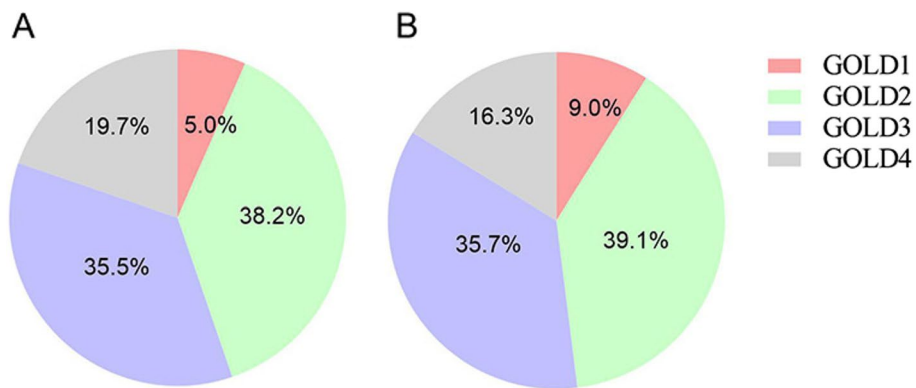 A
B
5.0%
38.2%
35.5%
19.7%
9.0%
39.1%
35.7%
16.3%
GOLD1
GOLD2
GOLD3
GOLD4